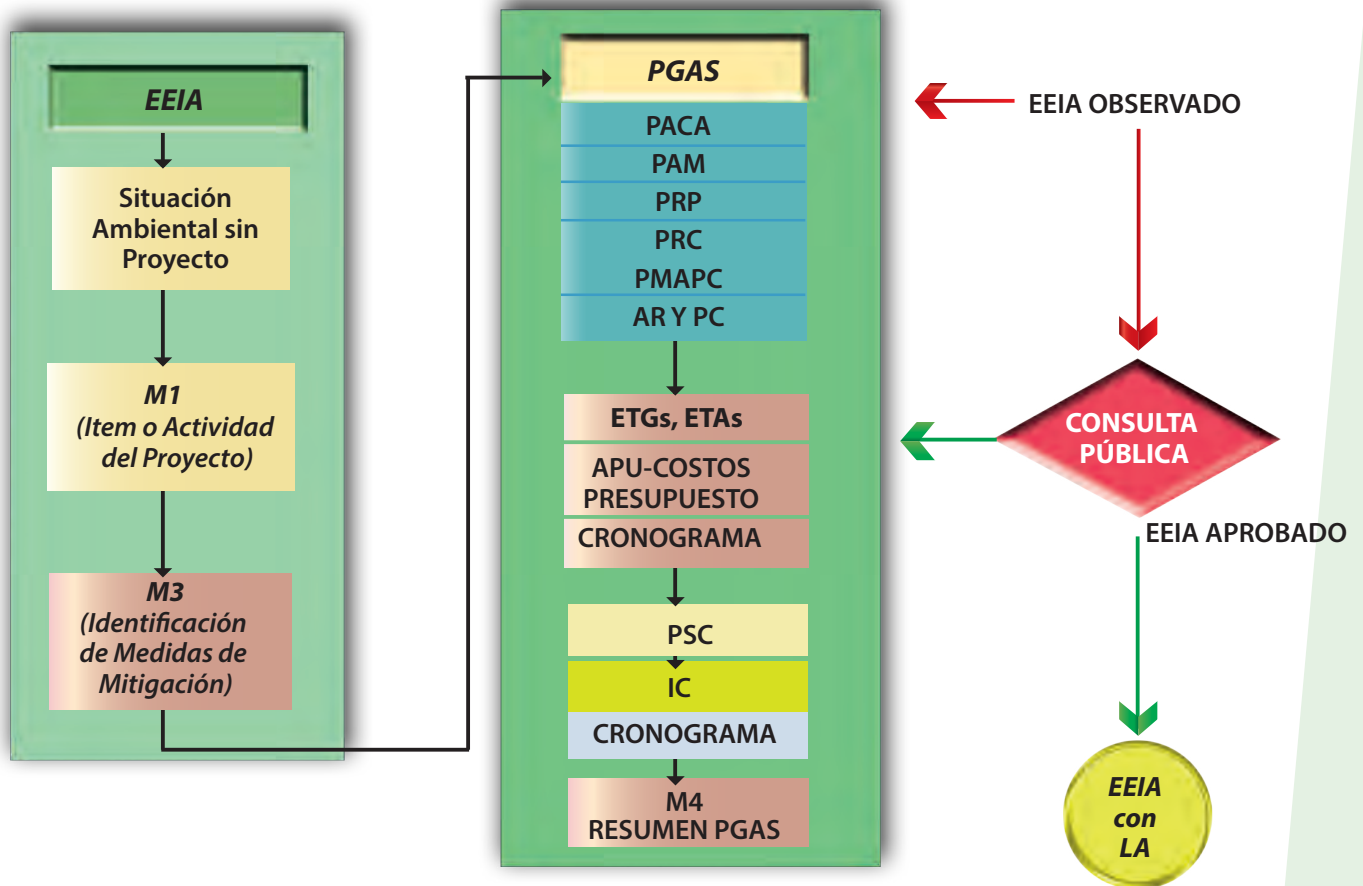 EEIA
Situación
Ambiental sin
Proyecto
M1
(Item o Actividad
del Proyecto)
M3
(Identificación
de Medidas de
Mitigación)
PGAS
PACA
PAM
PRP
PRC
PMAPC
AR Y PC
ETGs, ETAs
APU-COSTOS
PRESUPUESTO
CRONOGRAMA
PSC
IC
CRONOGRAMA
M4
RESUMEN PGAS
EEIA OBSERVADO
CONSULTA
PÚBLICA
EEIA APROBADO
EEIA
con
LA